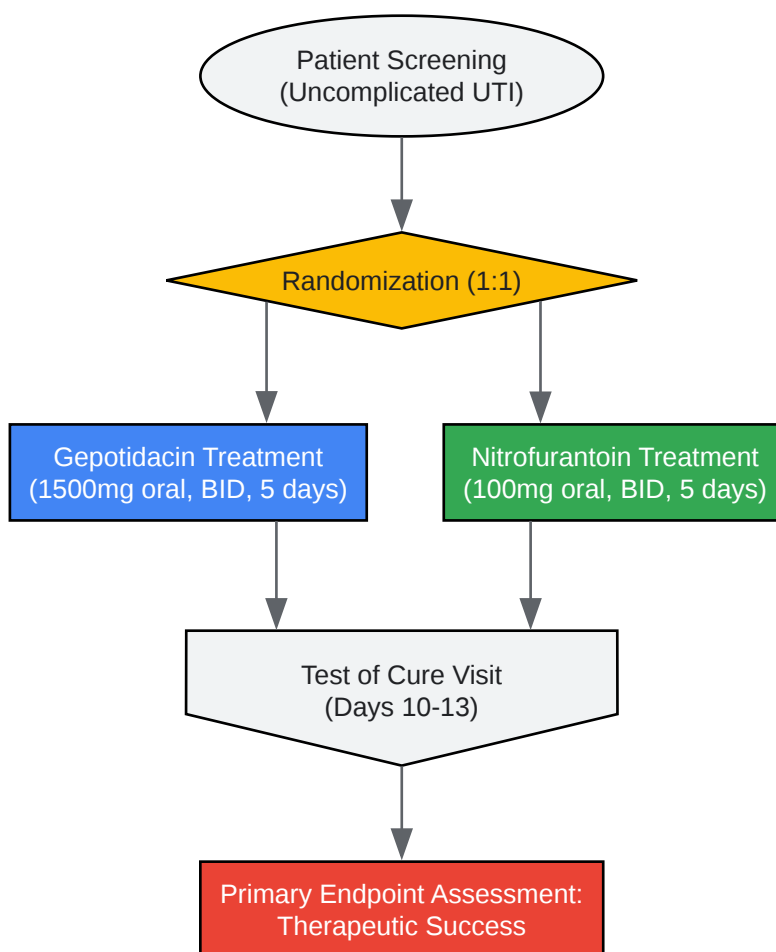 Patient Screening
(Uncomplicated UTI)
Randomization (1:1)
Gepotidacin Treatment
(1500mg oral, BID, 5 days)
Nitrofurantoin Treatment
(100mg oral, BID, 5 days)
Test of Cure Visit
(Days 10-13)
Primary Endpoint Assessment:
Therapeutic Success